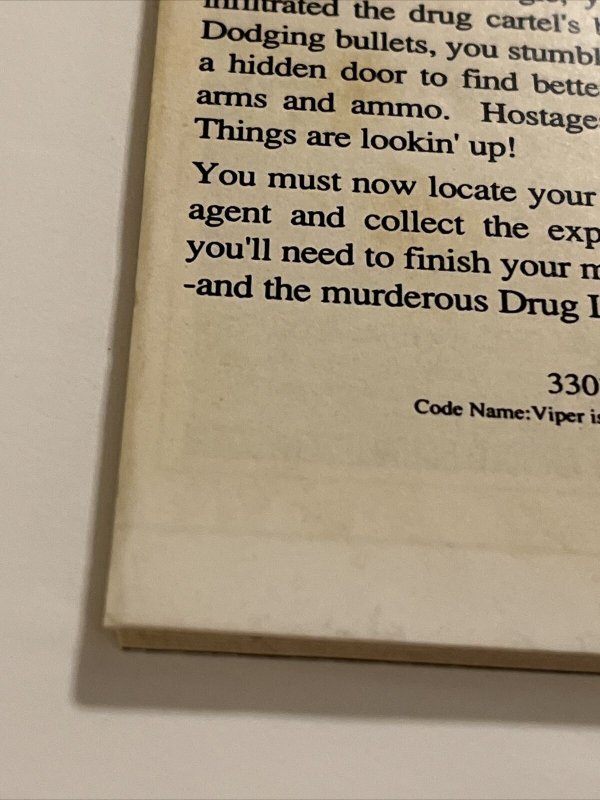 infiltrated the drug cartel's
Dodging bullets, you
a hidden door to find
arms and ammo. Hostage
Things are lookin' up!
You must now locate your
agent and collect the exp
you'll need to finish your m
-and the murderous Drug L
330
Code Name:Viper is